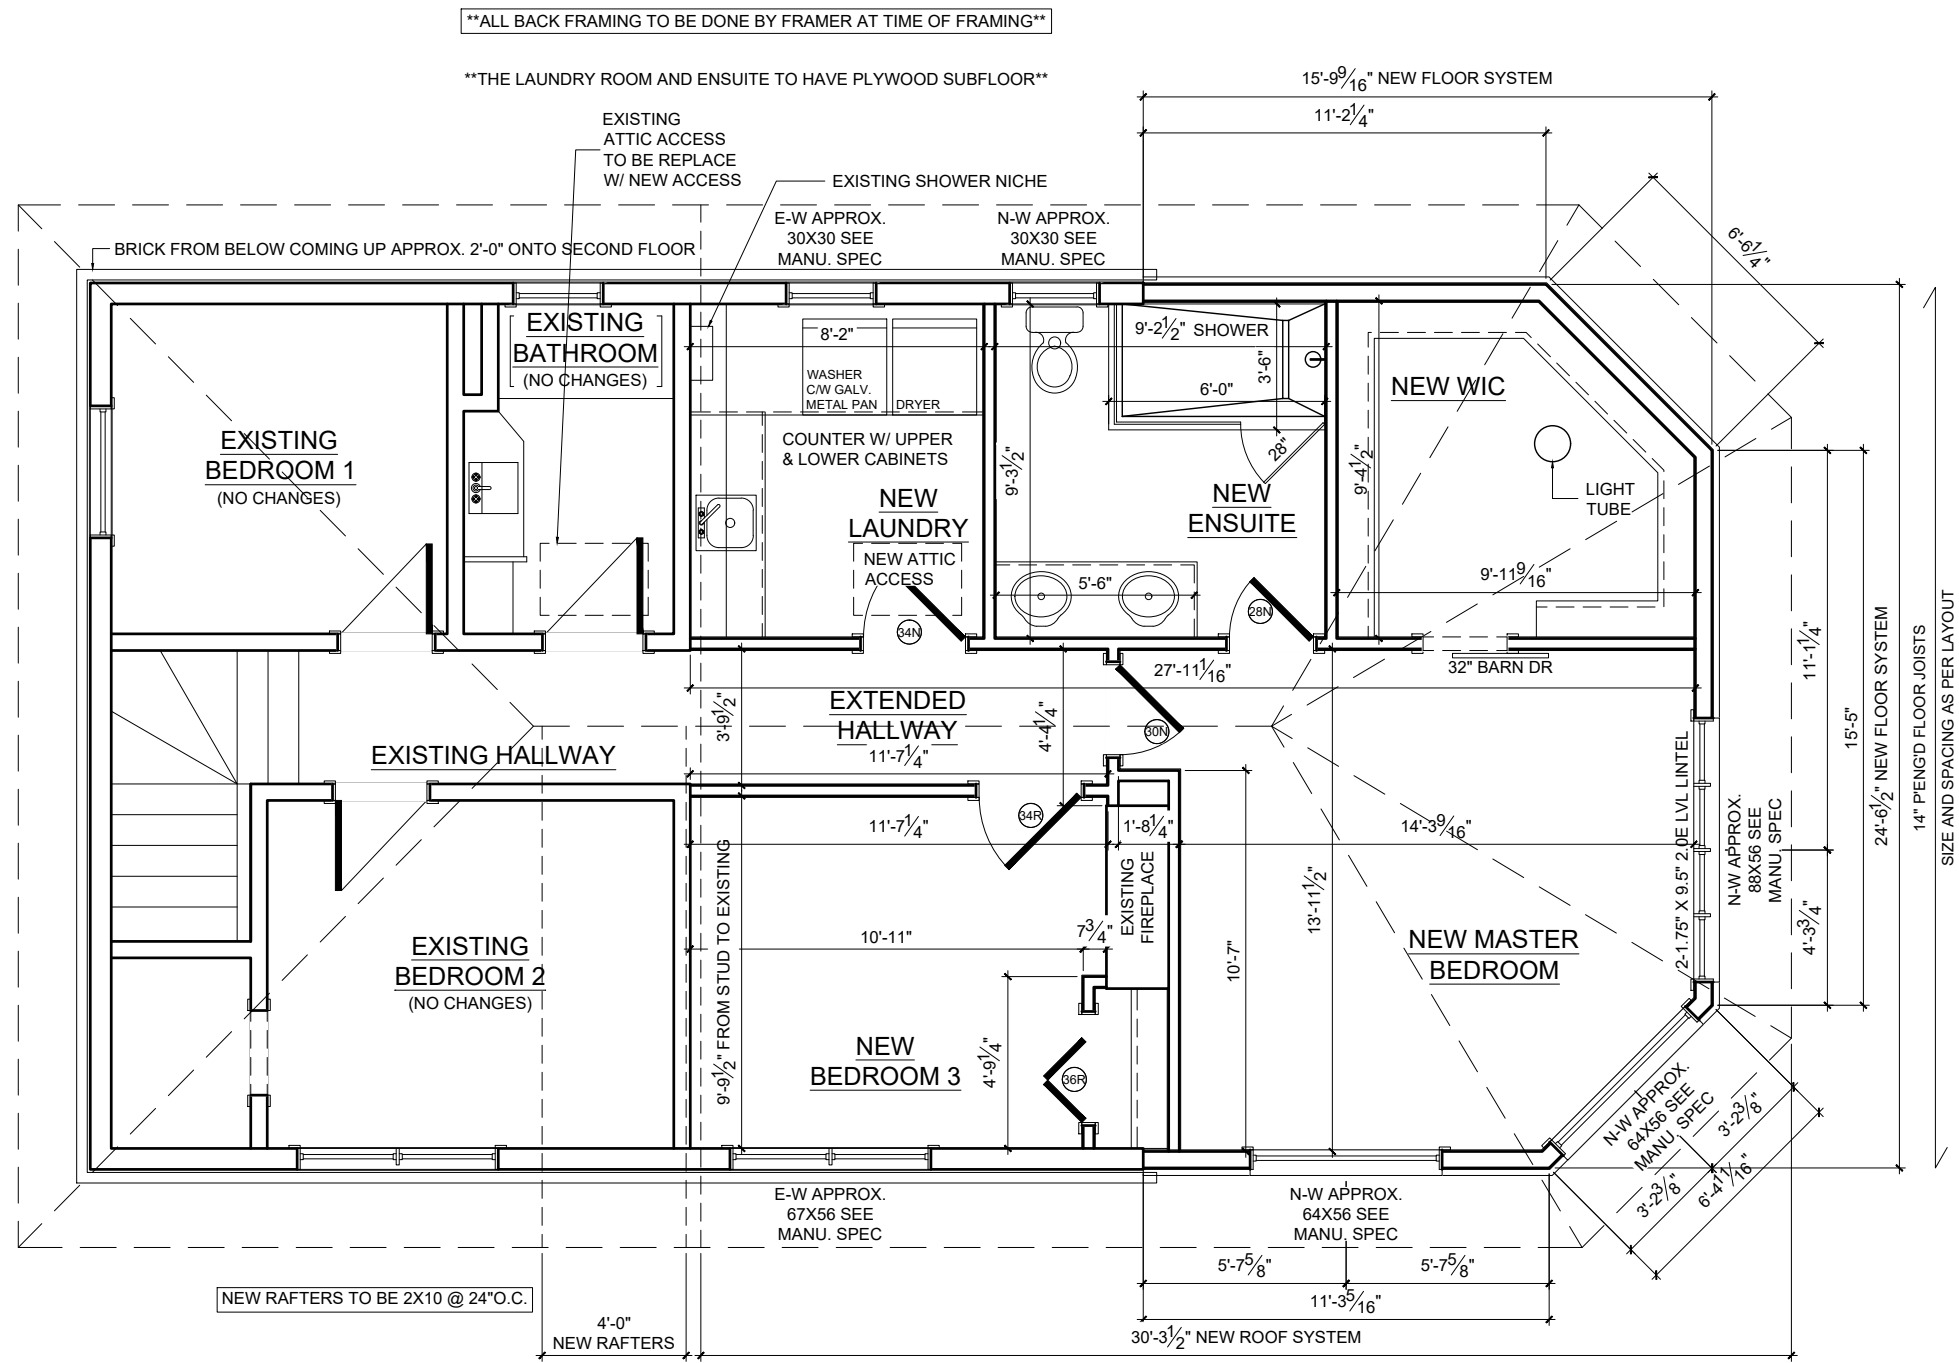 **ALL BACK FRAMING TO BE DONE BY FRAMER AT TIME OF FRAMING**
**THE LAUNDRY ROOM AND ENSUITE TO HAVE PLYWOOD SUBFLOOR**
15'-9 9/16" NEW FLOOR SYSTEM
11'-2 1/4"
EXISTING
ATTIC ACCESS
TO BE REPLACE
W/ NEW ACCESS
EXISTING SHOWER NICHE
E-W APPROX.
30X30 SEE
MANU. SPEC
N-W APPROX.
30X30 SEE
MANU. SPEC
6'-6 1/4"
BRICK FROM BELOW COMING UP APPROX. 2'-0" ONTO SECOND FLOOR
EXISTING
BATHROOM
(NO CHANGES)
8'-2"
WASHER
C/W GALV.
METAL PAN
DRYER
9'-2 1/2" SHOWER
3'-6"
6'-0"
28"
NEW WIC
EXISTING
BEDROOM 1
(NO CHANGES)
COUNTER W/ UPPER
& LOWER CABINETS
9'-3 1/2"
9'-4 1/2"
NEW
LAUNDRY
NEW ATTIC
ACCESS
NEW
ENSUITE
LIGHT
TUBE
5'-6"
9'-11 9/16"
34N
28N
32" BARN DR
27'-11 1/16"
11'-1 1/4"
15'-5"
24'-6 1/2" NEW FLOOR SYSTEM
14" P'ENG'D FLOOR JOISTS
SIZE AND SPACING AS PER LAYOUT
3'-9 1/2"
EXTENDED
HALLWAY
4'-4 1/4"
30N
EXISTING HALLWAY
11'-7 1/4"
34R
11'-7 1/4"
1'-8 1/4"
14'-3 9/16"
2-1.75" X 9.5" 2.0E LVL LINTEL
N-W APPROX.
88X56 SEE
MANU. SPEC
4'-3 3/4"
9'-9 1/2" FROM STUD TO EXISTING
EXISTING
FIREPLACE
13'-11 1/2"
10'-11"
7 3/4"
10'-7"
EXISTING
BEDROOM 2
(NO CHANGES)
NEW MASTER
BEDROOM
NEW
BEDROOM 3
4'-9 1/4"
36R
N-W APPROX.
64X56 SEE
MANU. SPEC
3'-2 3/8"
3'-2 3/8"
6'-4 11/16"
E-W APPROX.
67X56 SEE
MANU. SPEC
N-W APPROX.
64X56 SEE
MANU. SPEC
5'-7 5/8"
5'-7 5/8"
11'-3 5/16"
NEW RAFTERS TO BE 2X10 @ 24"O.C.
4'-0"
NEW RAFTERS
30'-3 1/2" NEW ROOF SYSTEM